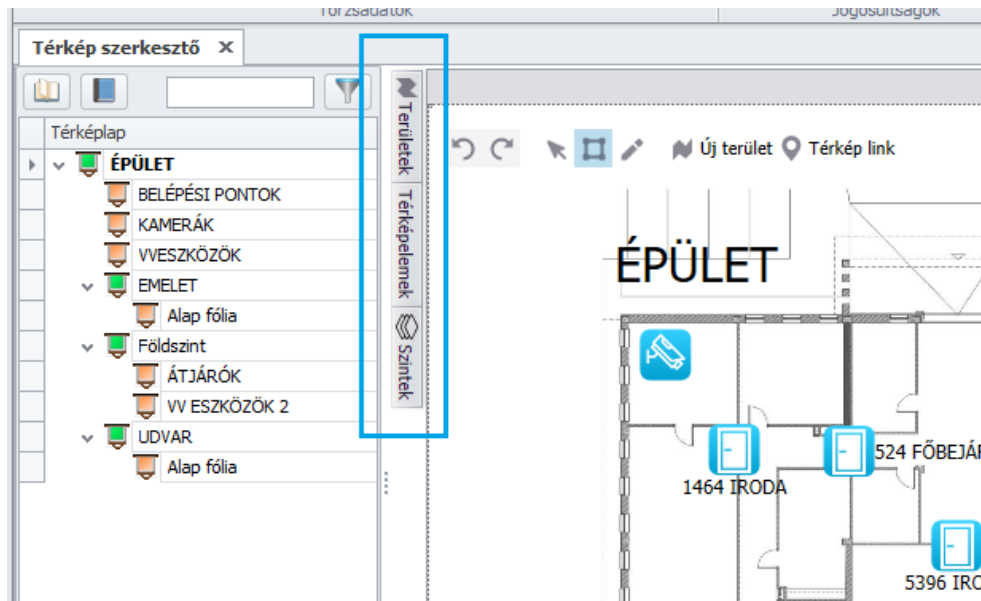 Törzsadatok
Jogosultságok
Térkép szerkesztő
Térképlap
ÉPÜLET
BELÉPÉSI PONTOK
KAMERÁK
VVESZKÖZÖK
EMELET
Alap fólia
Földszint
ÁTJÁRÓK
VV ESZKÖZÖK 2
UDVAR
Alap fólia
Területek
Térképelemek
Szintek
Új terület
Térkép link
ÉPÜLET
524 FŐBEJÁR
1464 IRODA
5396 IRO